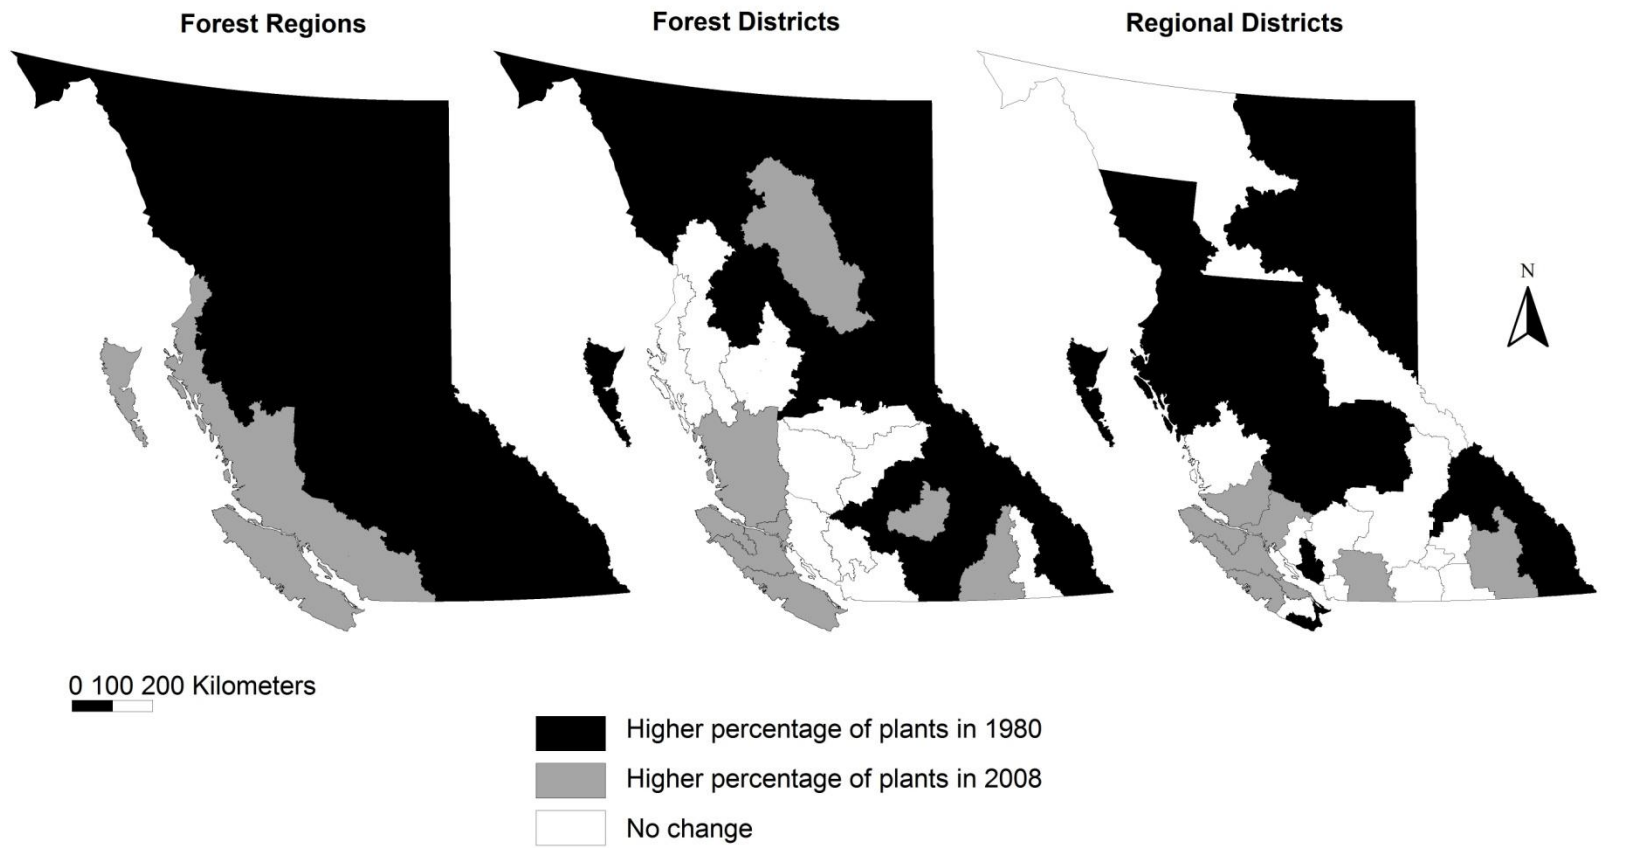 Forest Regions
Forest Districts
Regional Districts
N
0 100 200 Kilometers
Higher percentage of plants in 1980
Higher percentage of plants in 2008
No change